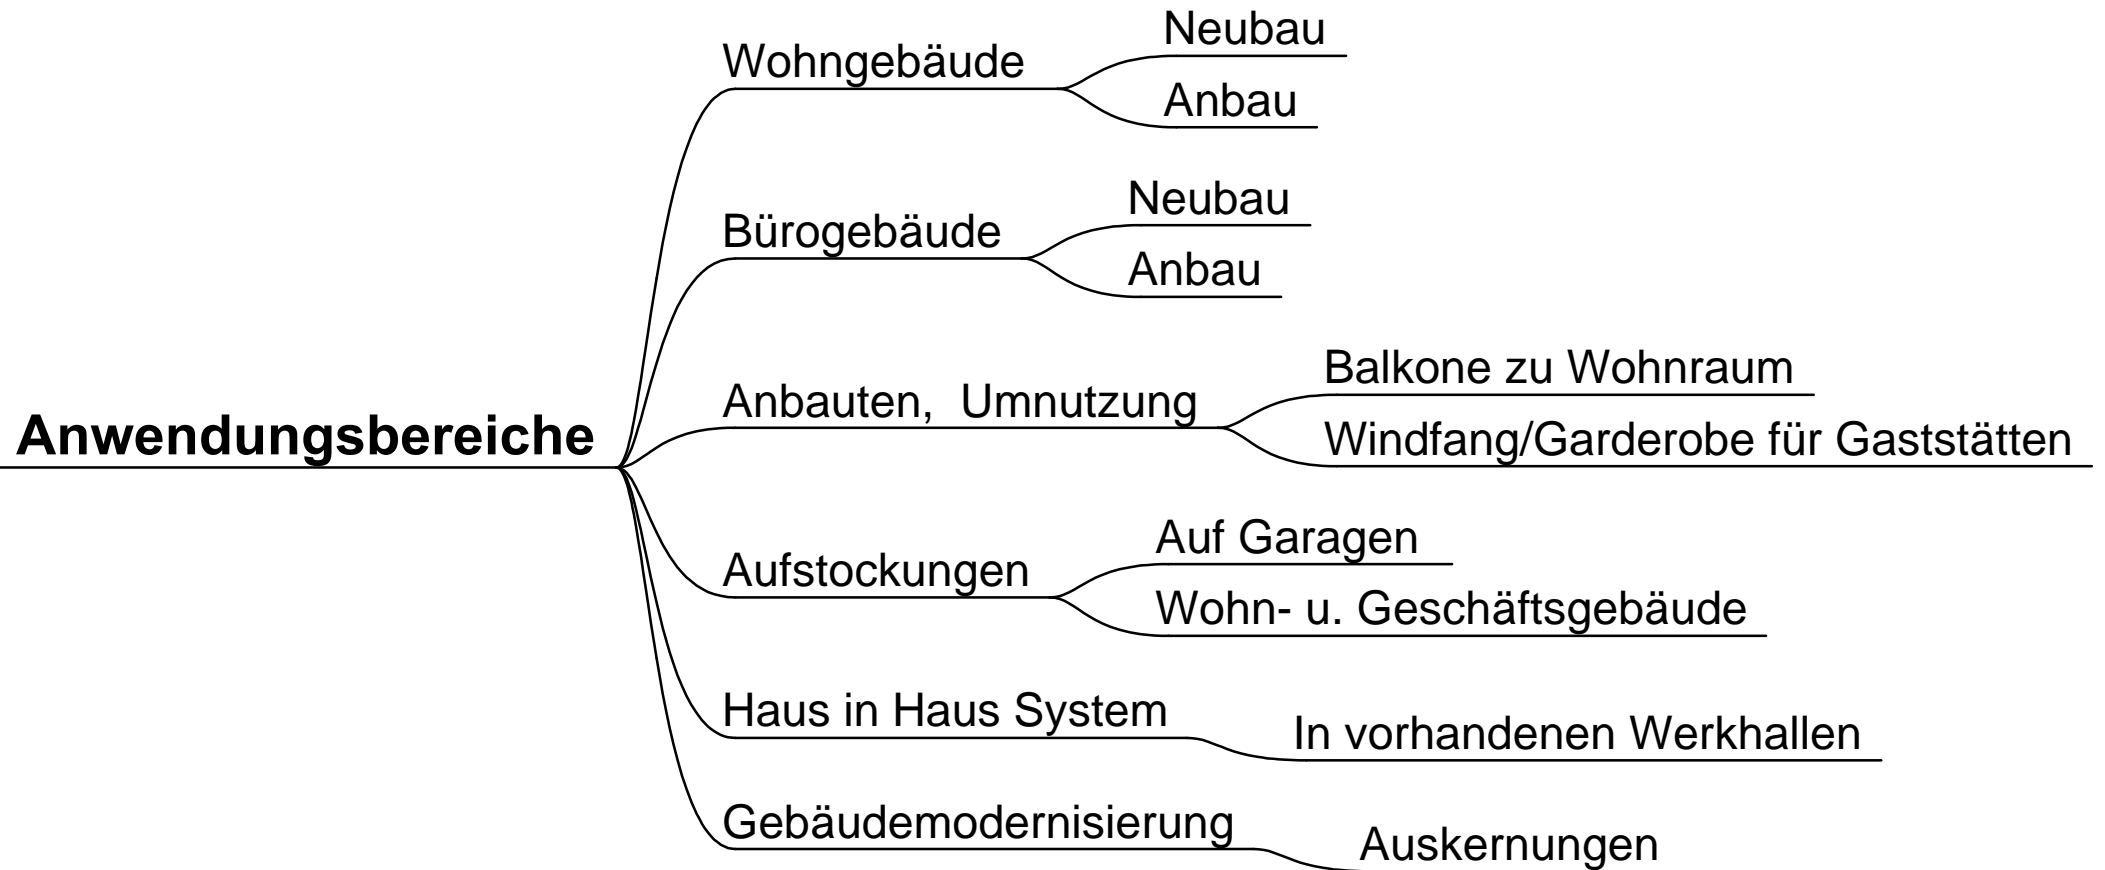 Anwendungsbereiche
Wohngebäude
Neubau
Anbau
Bürogebäude
Neubau
Anbau
Anbauten,  Umnutzung
Balkone zu Wohnraum
Windfang/Garderobe für Gaststätten
Aufstockungen
Auf Garagen
Wohn- u. Geschäftsgebäude
Haus in Haus System
In vorhandenen Werkhallen
Gebäudemodernisierung
Auskernungen